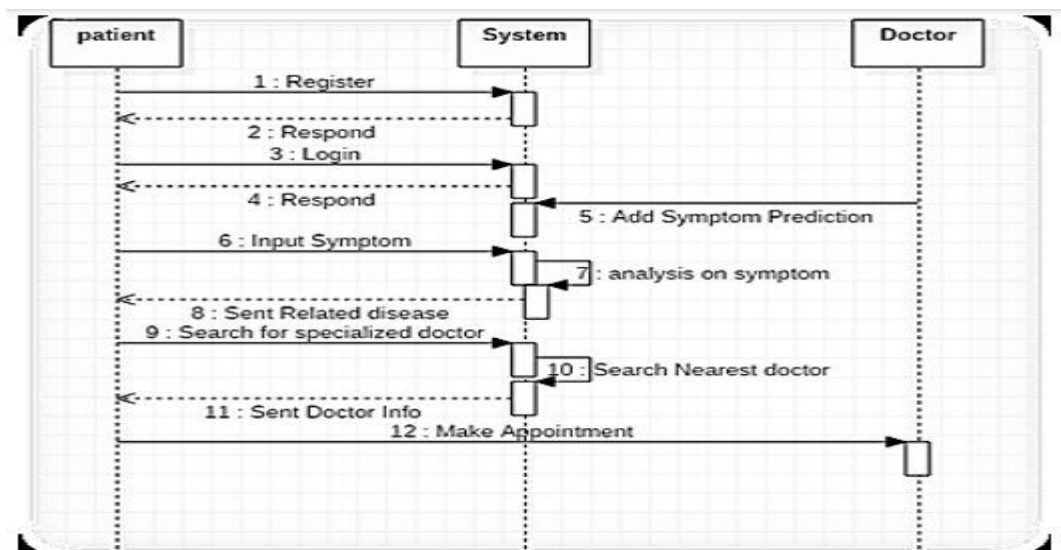 patient
System
Doctor
1 : Register
2 : Respond
3 : Login
4 : Respond
5 : Add Symptom Prediction
6 : Input Symptom
7 : analysis on symptom
8 : Sent Related disease
9 : Search for specialized doctor
10 : Search Nearest doctor
11 : Sent Doctor Info
12 : Make Appointment